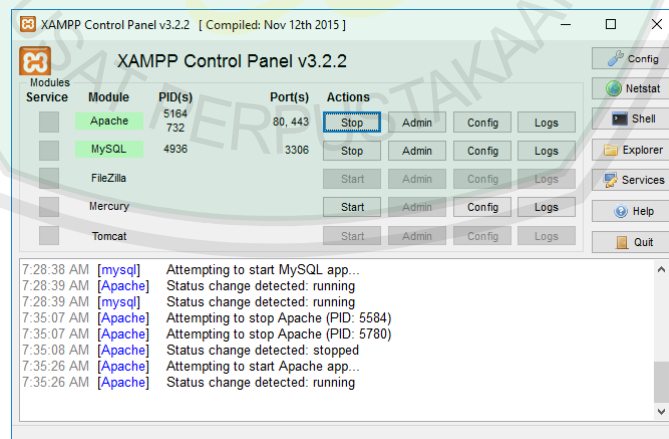 XAMPP Control Panel v3.2.2 [ Compiled: Nov 12th 2015 ]
XAMPP Control Panel v3.2.2
Modules
Service Module PID(s) Port(s) Actions
Apache 5164 732 80, 443 Stop Admin Config Logs
MySQL 4936 3306 Stop Admin Config Logs
FileZilla Start Admin Config Logs
Mercury Start Admin Config Logs
Tomcat Start Admin Config Logs
Config
Netstat
Shell
Explorer
Services
Help
Quit
7:28:38 AM [mysql] Attempting to start MySQL app...
7:28:39 AM [Apache] Status change detected: running
7:28:39 AM [mysql] Status change detected: running
7:35:07 AM [Apache] Attempting to stop Apache (PID: 5584)
7:35:07 AM [Apache] Attempting to stop Apache (PID: 5780)
7:35:08 AM [Apache] Status change detected: stopped
7:35:26 AM [Apache] Attempting to start Apache app...
7:35:26 AM [Apache] Status change detected: running
PERPUSTAKAAN